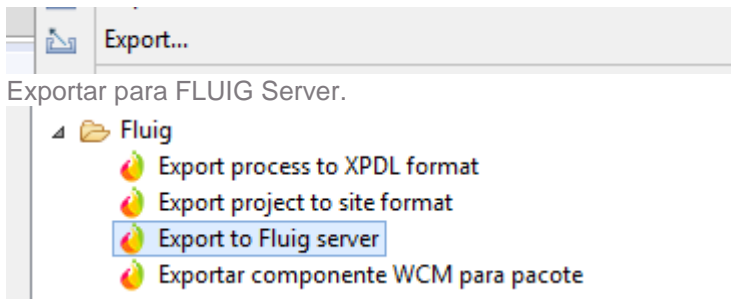 Export...
Exportar para FLUIG Server.
Fluig
Export process to XPDL format
Export project to site format
Export to Fluig server
Exportar componente WCM para pacote